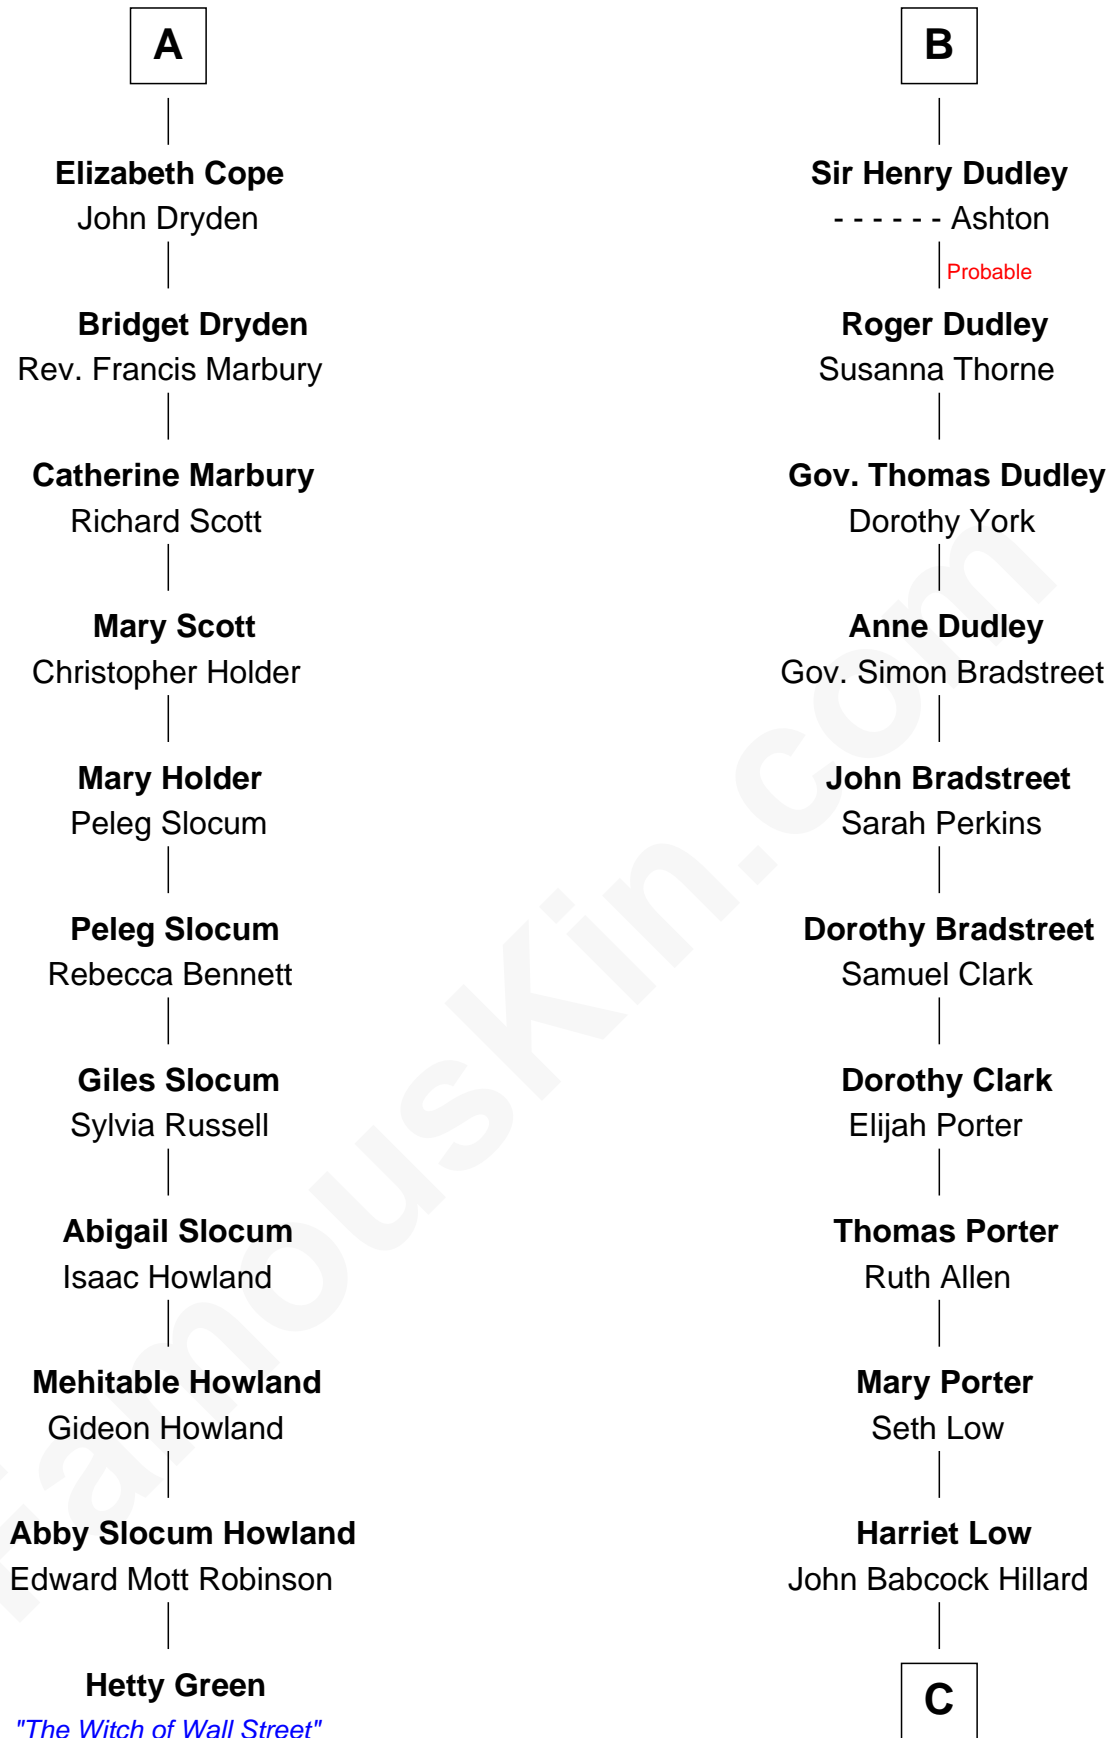 A
Elizabeth Cope
John Dryden
Bridget Dryden
Rev. Francis Marbury
Catherine Marbury
Richard Scott
Mary Scott
Christopher Holder
Mary Holder
Peleg Slocum
Peleg Slocum
Rebecca Bennett
Giles Slocum
Sylvia Russell
Abigail Slocum
Isaac Howland
Mehitable Howland
Gideon Howland
Abby Slocum Howland
Edward Mott Robinson
Hetty Green
"The Witch of Wall Street"
B
Sir Henry Dudley
- - - - - - Ashton
Probable
Roger Dudley
Susanna Thorne
Gov. Thomas Dudley
Dorothy York
Anne Dudley
Gov. Simon Bradstreet
John Bradstreet
Sarah Perkins
Dorothy Bradstreet
Samuel Clark
Dorothy Clark
Elijah Porter
Thomas Porter
Ruth Allen
Mary Porter
Seth Low
Harriet Low
John Babcock Hillard
C
FamousKin.com